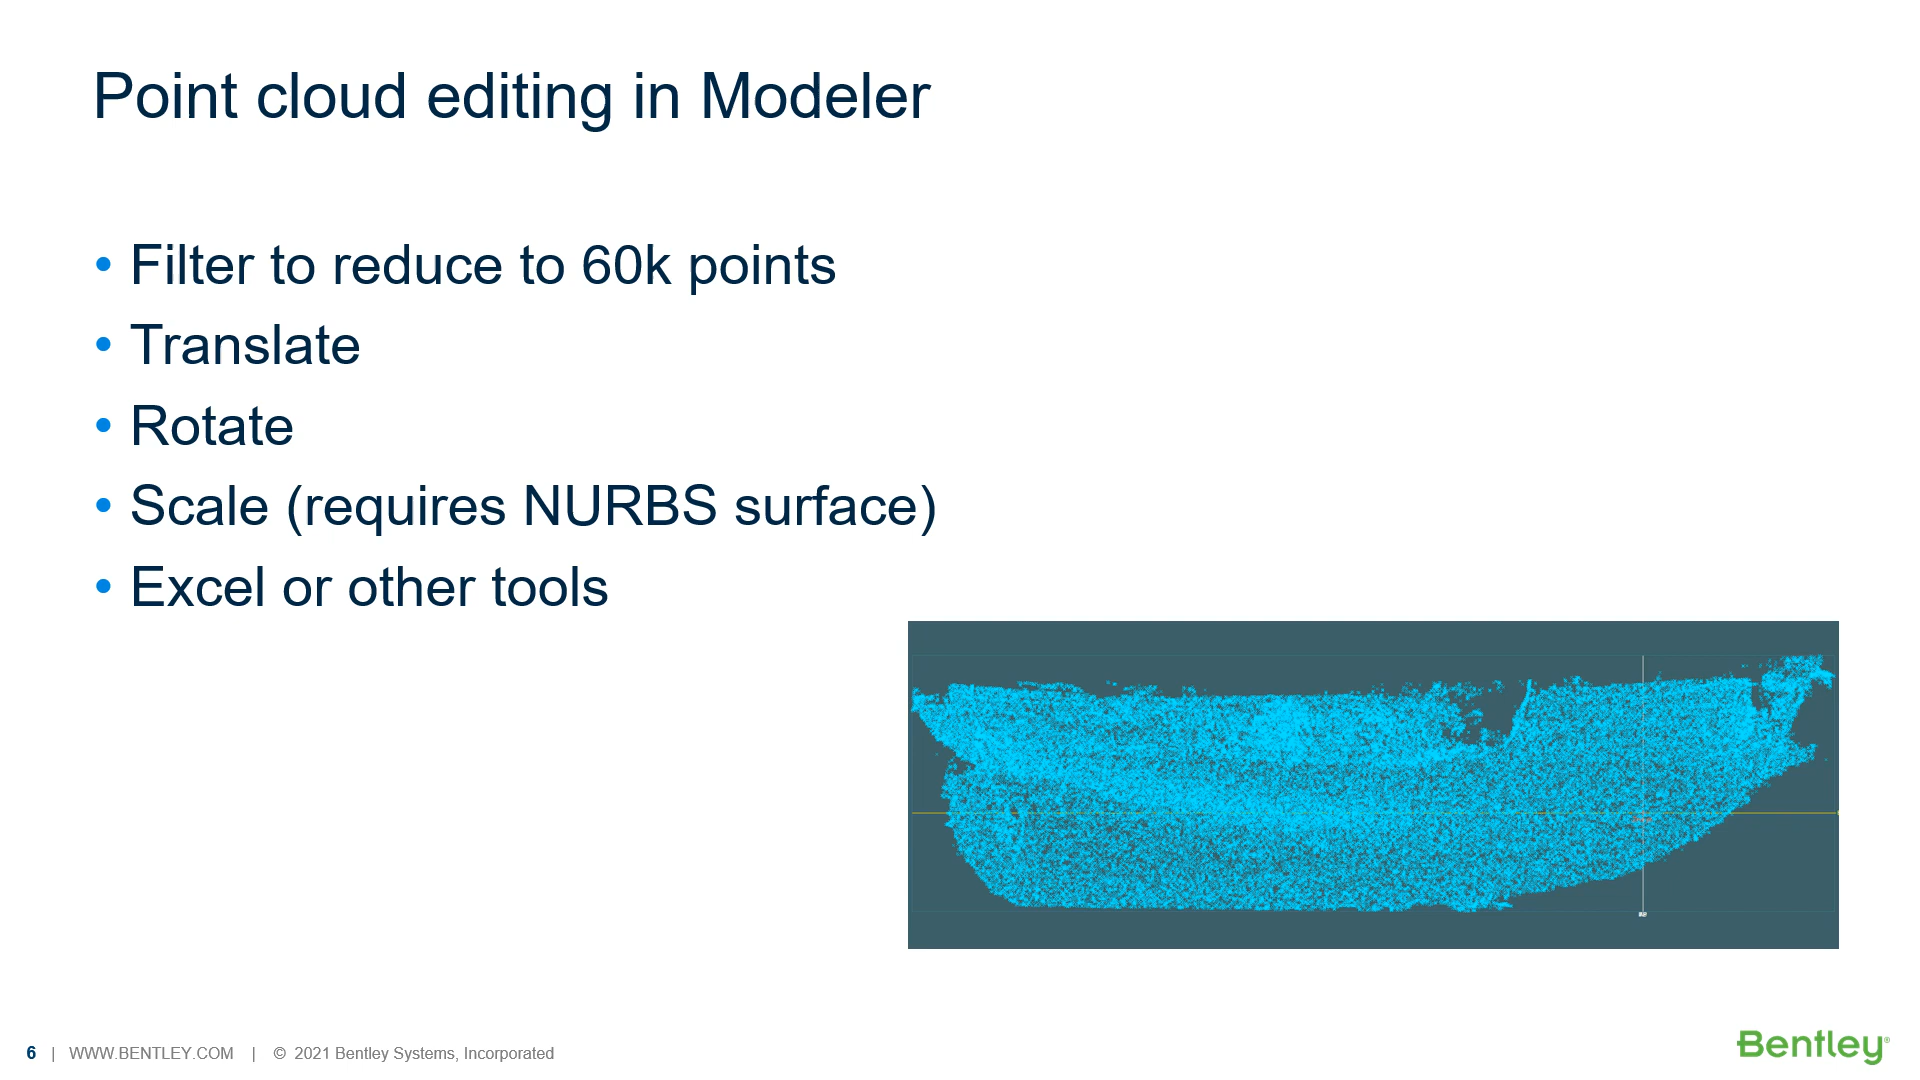 Point cloud editing in Modeler
• Filter to reduce to 60k points
• Translate
• Rotate
• Scale (requires NURBS surface)
• Excel or other tools
6 | WWW.BENTLEY.COM | © 2021 Bentley Systems, Incorporated
Bentley®